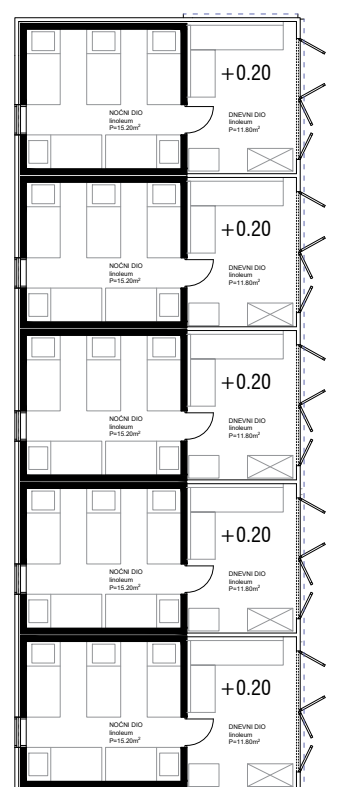 +0.20
NOĆNI DIO
linoleum
P=15.20m²
DNEVNI DIO
linoleum
P=11.80m²
+0.20
NOĆNI DIO
linoleum
P=15.20m²
DNEVNI DIO
linoleum
P=11.80m²
+0.20
NOĆNI DIO
linoleum
P=15.20m²
DNEVNI DIO
linoleum
P=11.80m²
+0.20
NOĆNI DIO
linoleum
P=15.20m²
DNEVNI DIO
linoleum
P=11.80m²
+0.20
NOĆNI DIO
linoleum
P=15.20m²
DNEVNI DIO
linoleum
P=11.80m²